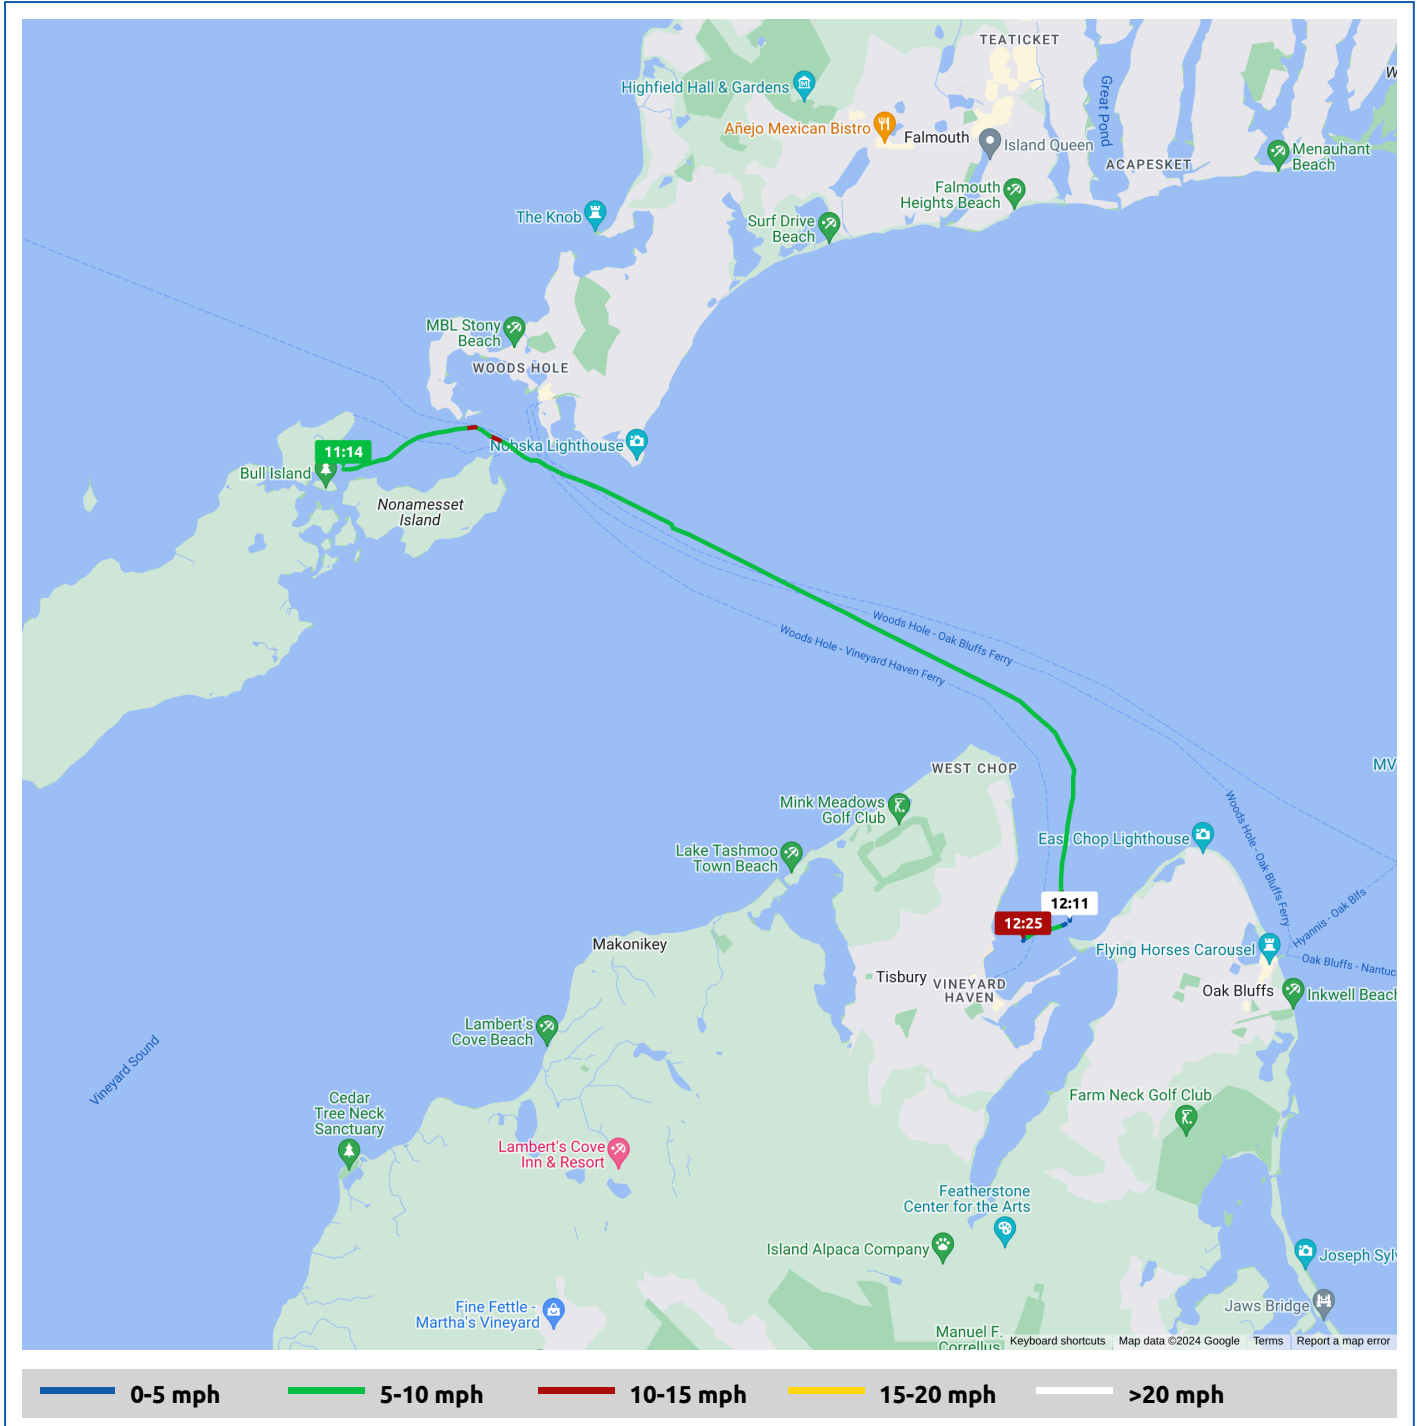 TEATICKET
Highfield Hall & Gardens
Great Pond
W
Añejo Mexican Bistro
Falmouth
Island Queen
Menauhant
Beach
ACAPESKET
Falmouth
Heights Beach
The Knob
Surf Drive
Beach
MBL Stony
Beach
WOODS HOLE
Nobska Lighthouse
11:14
Bull Island
Nonamesset
Island
Woods Hole - Oak Bluffs Ferry
Woods Hole - Vineyard Haven Ferry
WEST CHOP
MV
Mink Meadows
Golf Club
East Chop Lighthouse
Woods Hole - Oak Bluffs Ferry
Lake Tashmoo
Town Beach
12:11
12:25
Hyannis - Oak Blfs
Makonikey
Flying Horses Carousel
Oak Bluffs - Nantuc
Tisbury
VINEYARD
HAVEN
Oak Bluffs
Inkwell Beach
Lambert's
Cove Beach
Vineyard Sound
Cedar
Tree Neck
Sanctuary
Farm Neck Golf Club
Lambert's Cove
Inn & Resort
Featherstone
Center for the Arts
Island Alpaca Company
Joseph Sylv
Fine Fettle -
Martha's Vineyard
Jaws Bridge
Manuel F.
Correllus
Keyboard shortcuts
Map data ©2024 Google
Terms
Report a map error
0-5 mph
5-10 mph
10-15 mph
15-20 mph
>20 mph